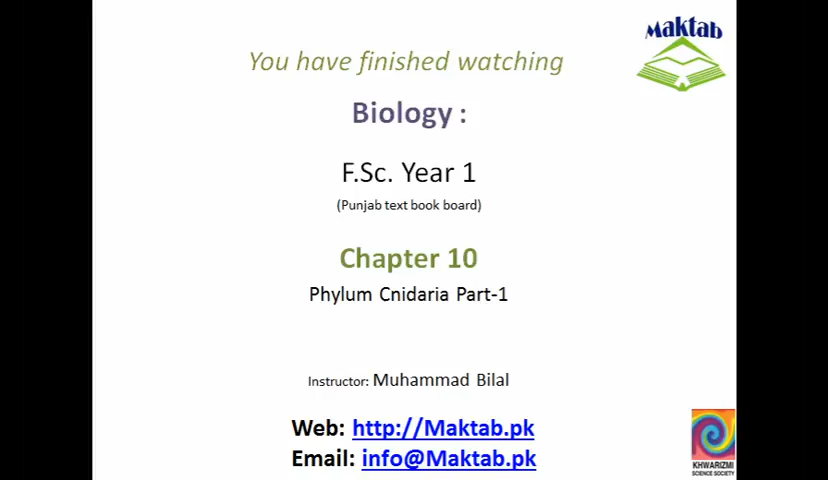 Maktab
You have finished watching
Biology :
F.Sc. Year 1
(Punjab text book board)
Chapter 10
Phylum Cnidaria Part-1
Instructor: Muhammad Bilal
Web: http://Maktab.pk
Email: info@Maktab.pk
KHWARIZMI
SCIENCE SOCIETY